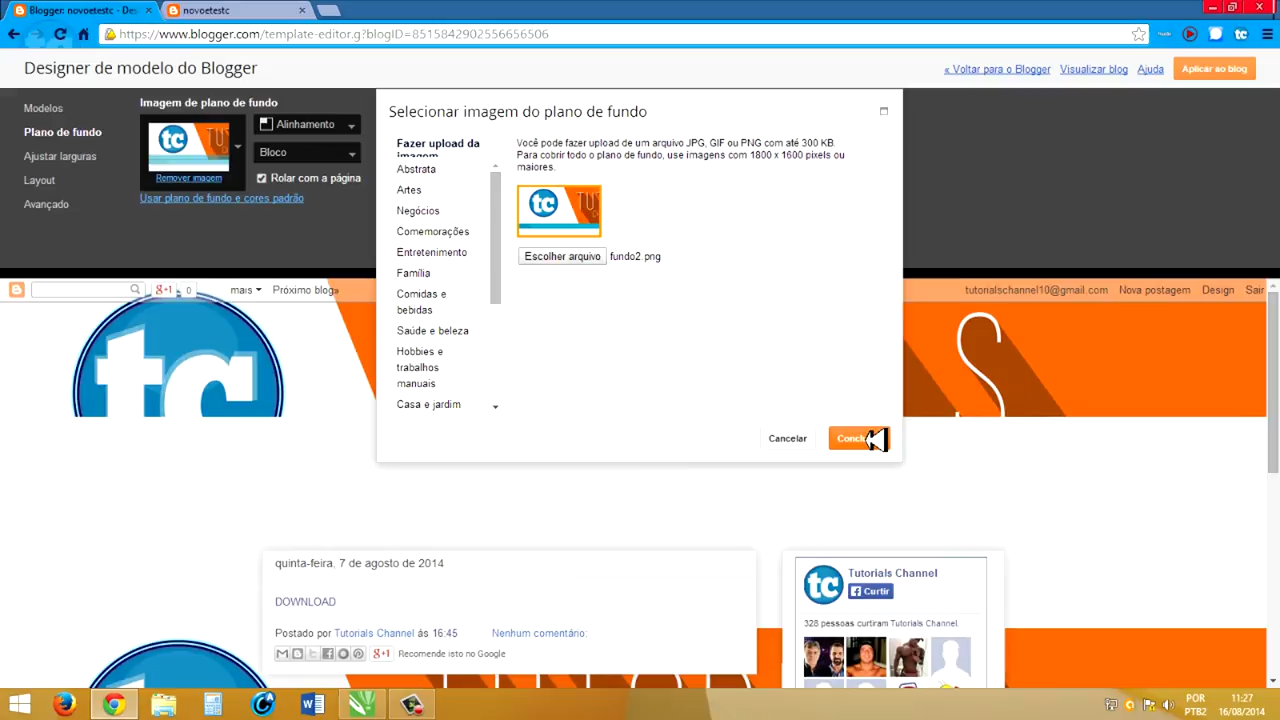 Blogger: novoetestc - Des
novoetestc
https://www.blogger.com/template-editor.g?blogID=8515842902556656506
Designer de modelo do Blogger
« Voltar para o Blogger
Visualizar blog
Ajuda
Aplicar ao blog
Modelos
Plano de fundo
Ajustar larguras
Layout
Avançado
Imagem de plano de fundo
tc
Remover imagem
Alinhamento
Bloco
Rolar com a página
Usar plano de fundo e cores padrão
Selecionar imagem do plano de fundo
Fazer upload da
imagem
Abstrata
Artes
Negócios
Comemorações
Entretenimento
Família
Comidas e
bebidas
Saúde e beleza
Hobbies e
trabalhos
manuais
Casa e jardim
Você pode fazer upload de um arquivo JPG, GIF ou PNG com até 300 KB.
Para cobrir todo o plano de fundo, use imagens com 1800 x 1600 pixels ou
maiores.
tc TU
Escolher arquivo fundo2.png
Cancelar
mais
Próximo blog»
+1 0
tutorialschannel10@gmail.com
Nova postagem
Design
Sair
tc
S
quinta-feira, 7 de agosto de 2014
DOWNLOAD
Postado por Tutorials Channel às 16:45
Nenhum comentário:
+1 Recomende isto no Google
tc
Tutorials Channel
Curtir
328 pessoas curtiram Tutorials Channel.
POR
PTB2
11:27
16/08/2014